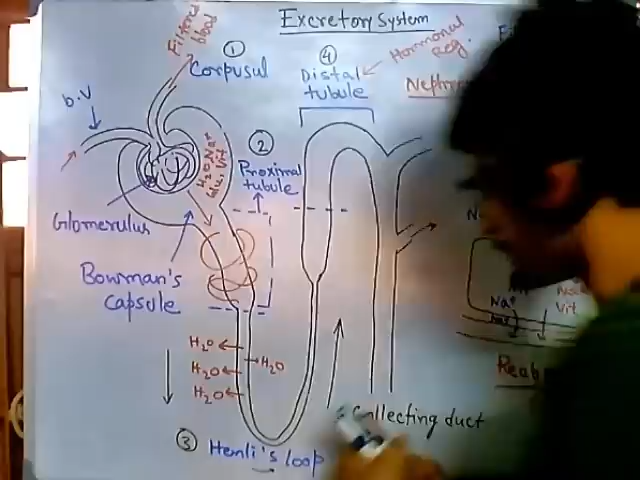 Excretory System
Filtered
blood
①
Corpusul
④
Distal
tubule
Hormonal
Reg.
b.V
②
Proximal
tubule
H₂O, Na+
Glu, Vit
Glomerulus
Bowman's
capsule
H₂O
H₂O
H₂O
H₂O
③ Henli's loop
Collecting duct
Na+
Vit
Reab